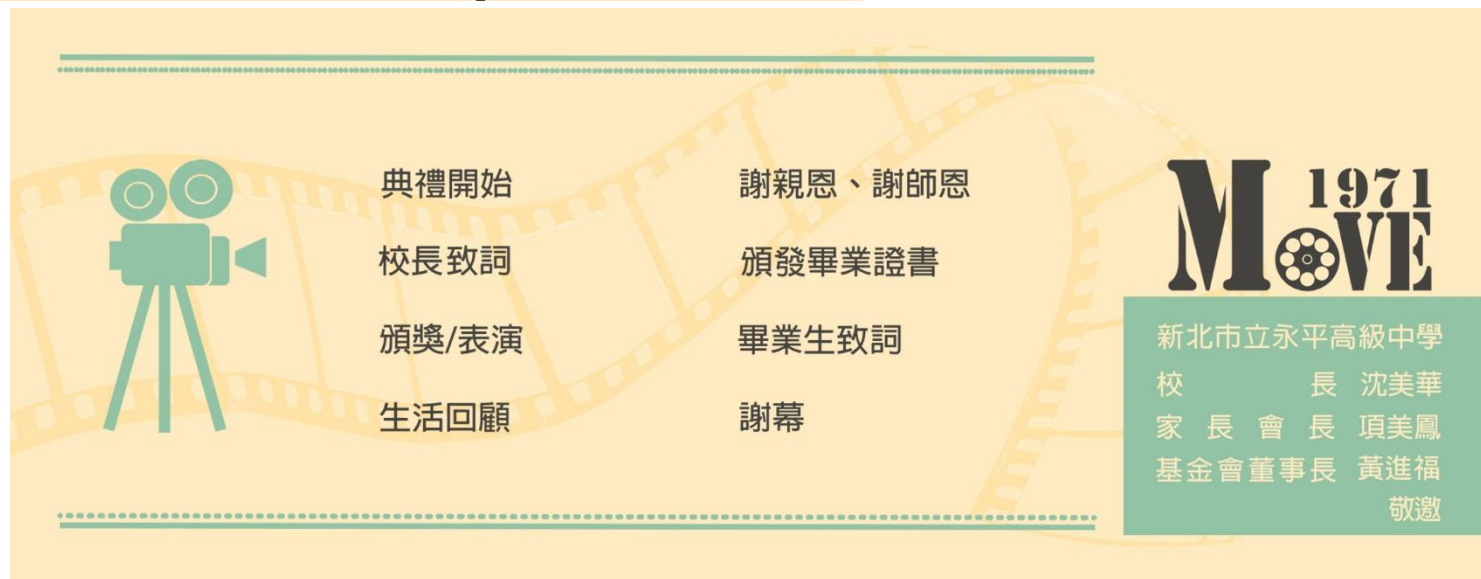 典禮開始
校長致詞
頒獎/表演
生活回顧
謝親恩、謝師恩
頒發畢業證書
畢業生致詞
謝幕
1971
MOVE
新北市立永平高級中學
校長 沈美華
家長會長 項美鳳
基金會董事長 黃進福
敬邀